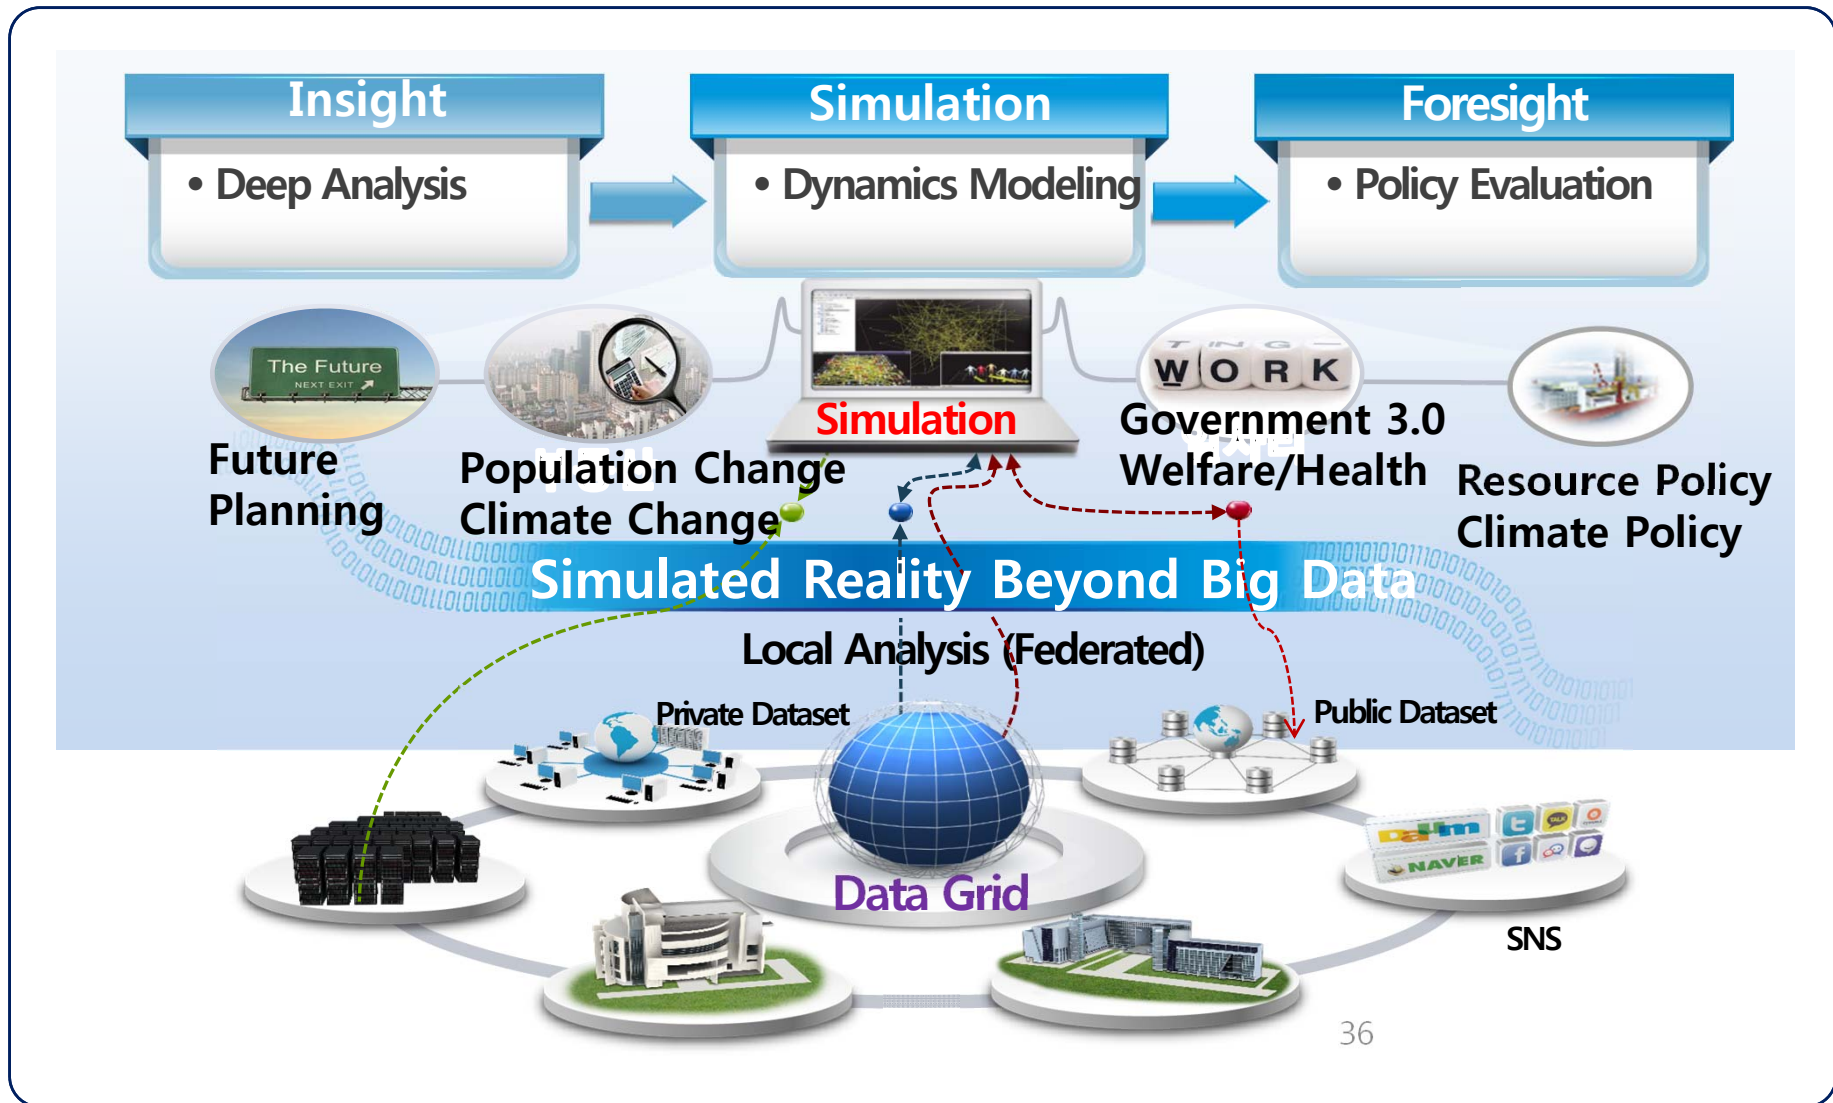 Insight
Simulation
Foresight
• Deep Analysis
• Dynamics Modeling
• Policy Evaluation
The Future
NEXT EXIT
WORK
Simulation
Future
Planning
Population Change
Climate Change
Government 3.0
Welfare/Health
Resource Policy
Climate Policy
Simulated Reality Beyond Big Data
Local Analysis (Federated)
Private Dataset
Public Dataset
Daum
TALK
NAVER
Data Grid
SNS
36